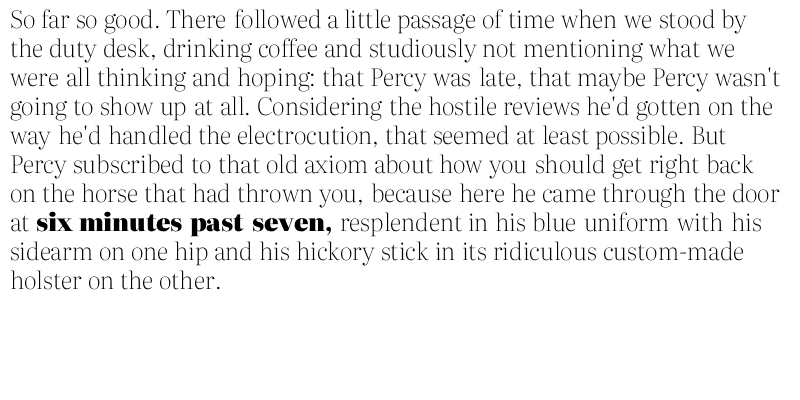 So far so good. There followed a little passage of time when we stood by
the duty desk, drinking coffee and studiously not mentioning what we
were all thinking and hoping: that Percy was late, that maybe Percy wasn't
going to show up at all. Considering the hostile reviews he'd gotten on the
way he'd handled the electrocution, that seemed at least possible. But
Percy subscribed to that old axiom about how you should get right back
on the horse that had thrown you, because here he came through the door
at six minutes past seven, resplendent in his blue uniform with his
sidearm on one hip and his hickory stick in its ridiculous custom-made
holster on the other.